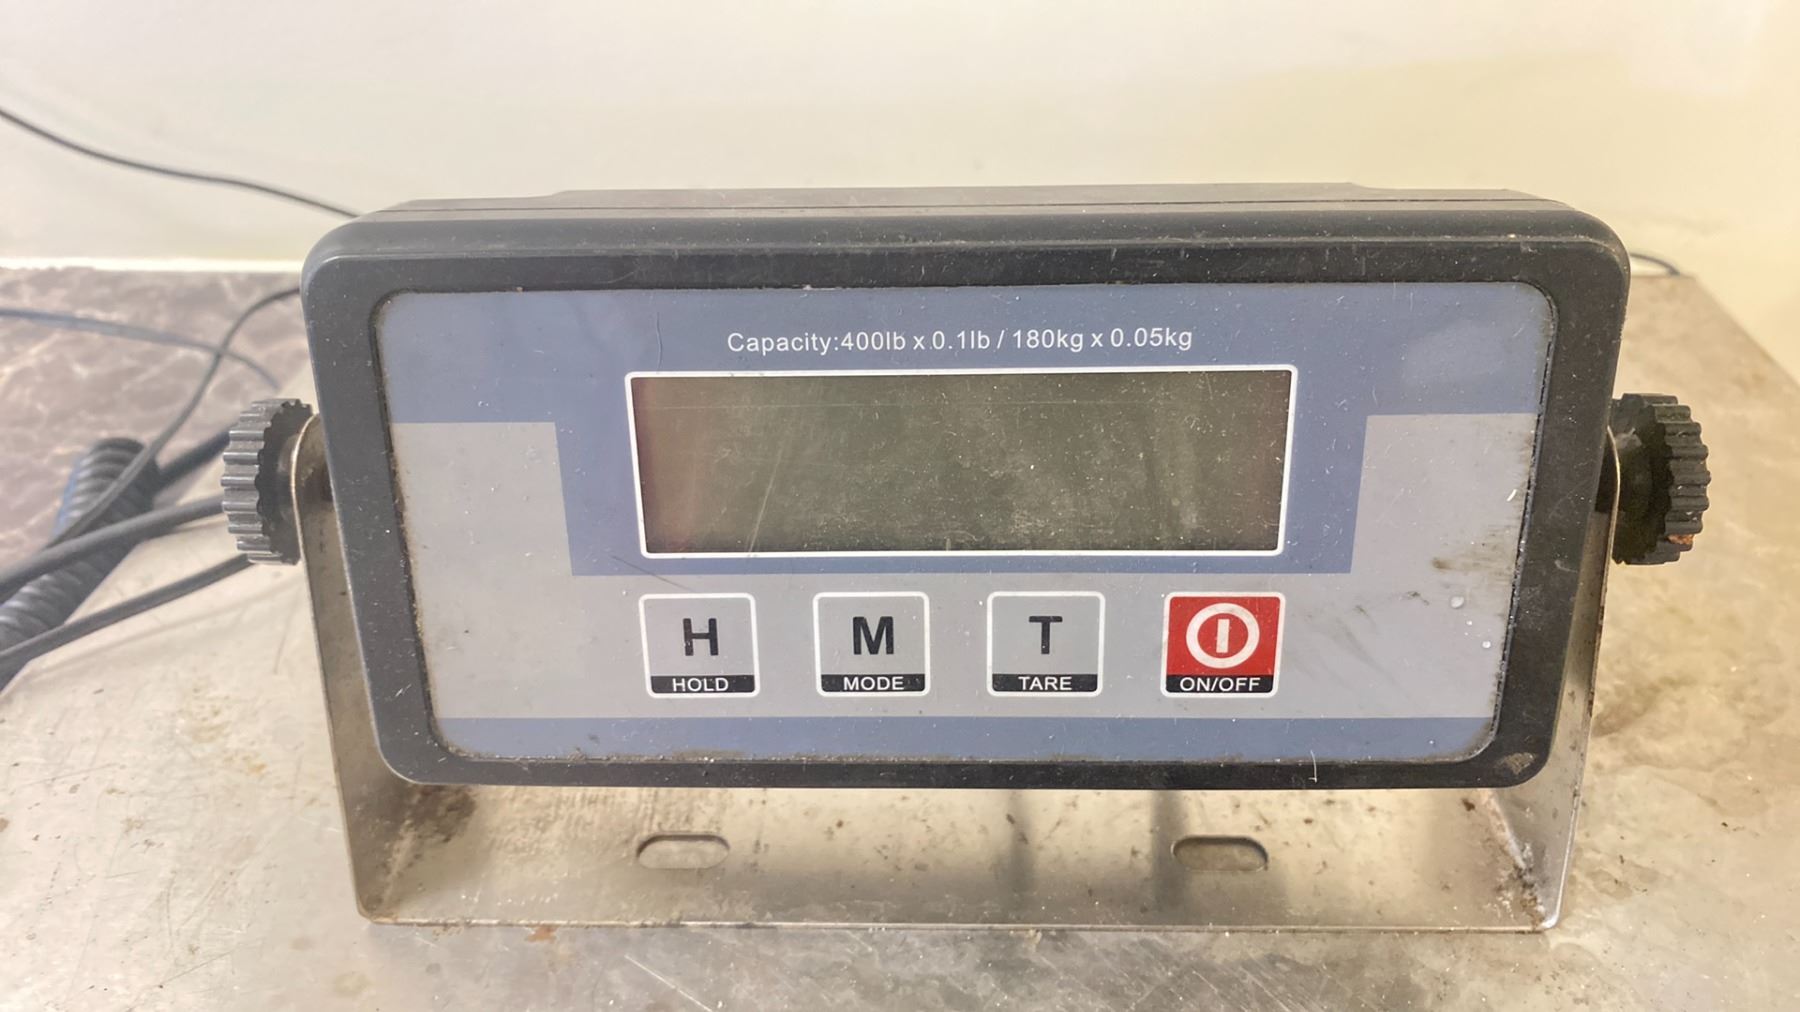 Capacity:400lb x 0.1lb / 180kg x 0.05kg
H M T
HOLD MODE TARE ON/OFF